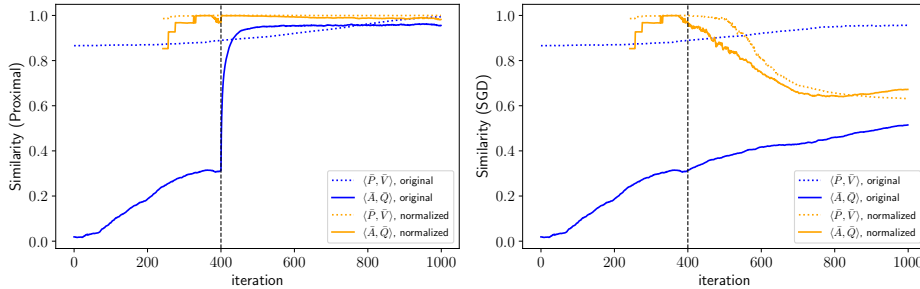 Similarity (Proximal)
1.0
0.8
0.6
0.4
0.2
0.0
⟨P̄, V̄⟩, original
⟨Ā, Q̄⟩, original
⟨P̃, Ṽ⟩, normalized
⟨Ã, Q̃⟩, normalized
0 200 400 600 800 1000
iteration
Similarity (SGD)
1.0
0.8
0.6
0.4
0.2
0.0
⟨P̄, V̄⟩, original
⟨Ā, Q̄⟩, original
⟨P̃, Ṽ⟩, normalized
⟨Ã, Q̃⟩, normalized
0 200 400 600 800 1000
iteration